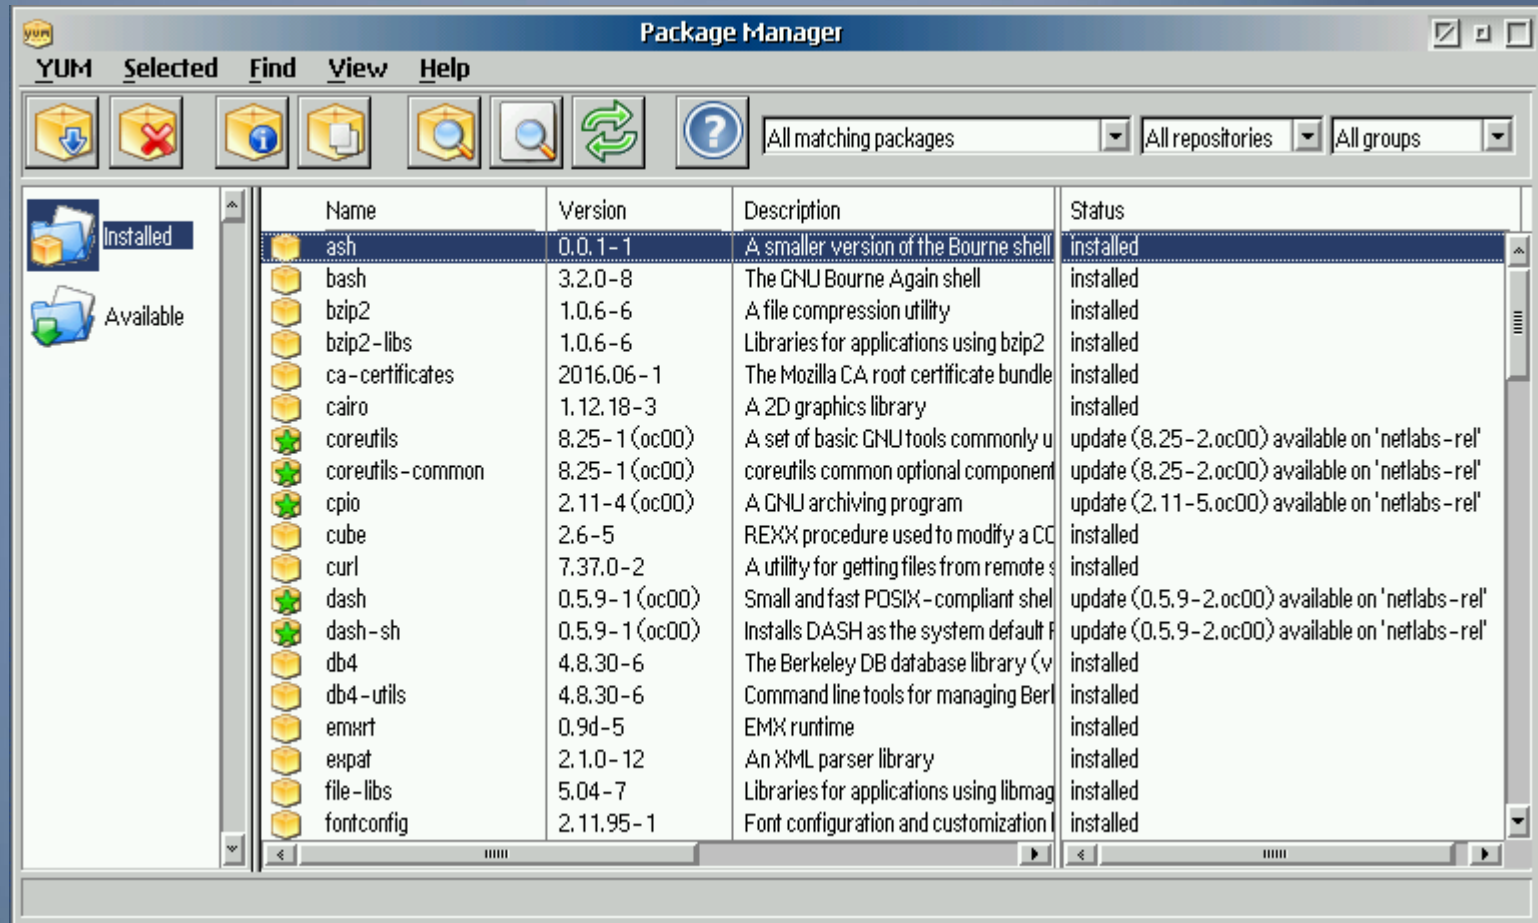 YUM
Package Manager
YUM Selected Find View Help
All matching packages All repositories All groups
Installed
Available
Name Version Description Status
ash 0.0.1-1 A smaller version of the Bourne shell installed
bash 3.2.0-8 The GNU Bourne Again shell installed
bzip2 1.0.6-6 A file compression utility installed
bzip2-libs 1.0.6-6 Libraries for applications using bzip2 installed
ca-certificates 2016.06-1 The Mozilla CA root certificate bundle installed
cairo 1.12.18-3 A 2D graphics library installed
coreutils 8.25-1(oc00) A set of basic GNU tools commonly u update (8.25-2.oc00) available on 'netlabs-rel'
coreutils-common 8.25-1(oc00) coreutils common optional component update (8.25-2.oc00) available on 'netlabs-rel'
cpio 2.11-4(oc00) A GNU archiving program update (2.11-5.oc00) available on 'netlabs-rel'
cube 2.6-5 REXX procedure used to modify a CO installed
curl 7.37.0-2 A utility for getting files from remote s installed
dash 0.5.9-1(oc00) Small and fast POSIX-compliant shel update (0.5.9-2.oc00) available on 'netlabs-rel'
dash-sh 0.5.9-1(oc00) Installs DASH as the system default update (0.5.9-2.oc00) available on 'netlabs-rel'
db4 4.8.30-6 The Berkeley DB database library (v installed
db4-utils 4.8.30-6 Command line tools for managing Berl installed
emxrt 0.9d-5 EMX runtime installed
expat 2.1.0-12 An XML parser library installed
file-libs 5.04-7 Libraries for applications using libmag installed
fontconfig 2.11.95-1 Font configuration and customization installed